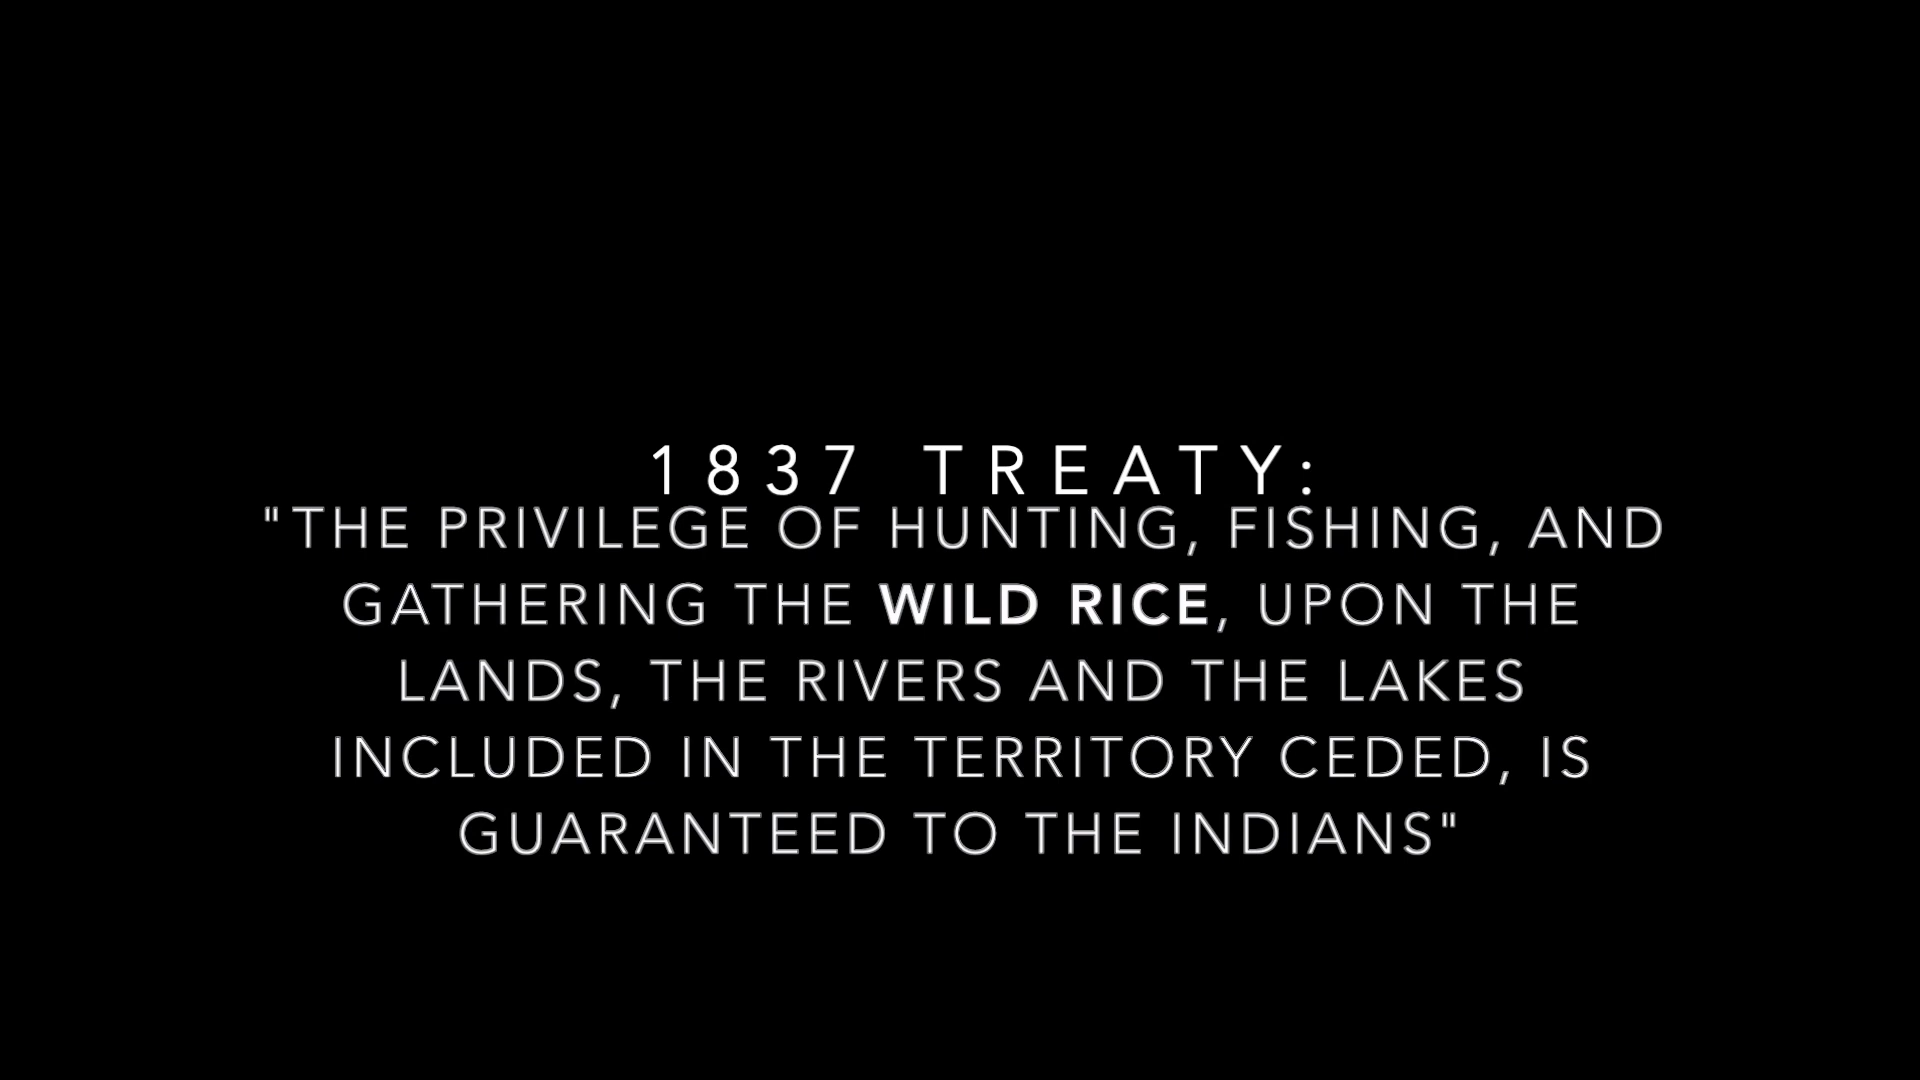 1837 TREATY:
"THE PRIVILEGE OF HUNTING, FISHING, AND
GATHERING THE WILD RICE, UPON THE
LANDS, THE RIVERS AND THE LAKES
INCLUDED IN THE TERRITORY CEDED, IS
GUARANTEED TO THE INDIANS"